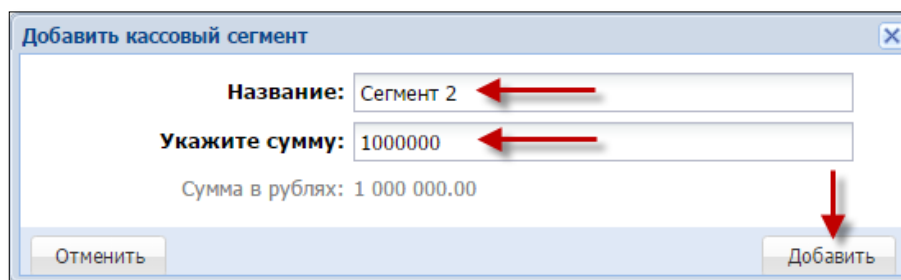 Добавить кассовый сегмент
Название: Сегмент 2
Укажите сумму: 1000000
Сумма в рублях: 1 000 000.00
Отменить Добавить